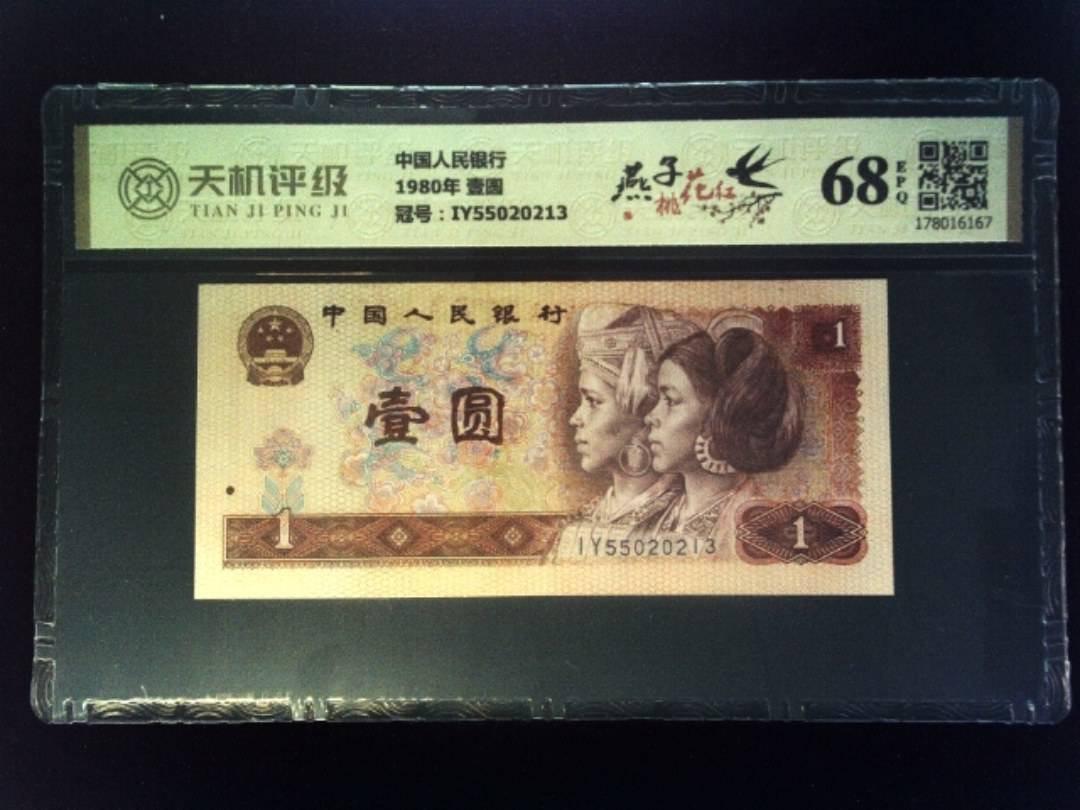 天机评级
TIAN JI PING JI
中国人民银行
1980年 壹圆
冠号：IY55020213
燕子
桃花红
68
EPQ
178016167
中国人民银行
1
壹圆
1
IY55020213
1